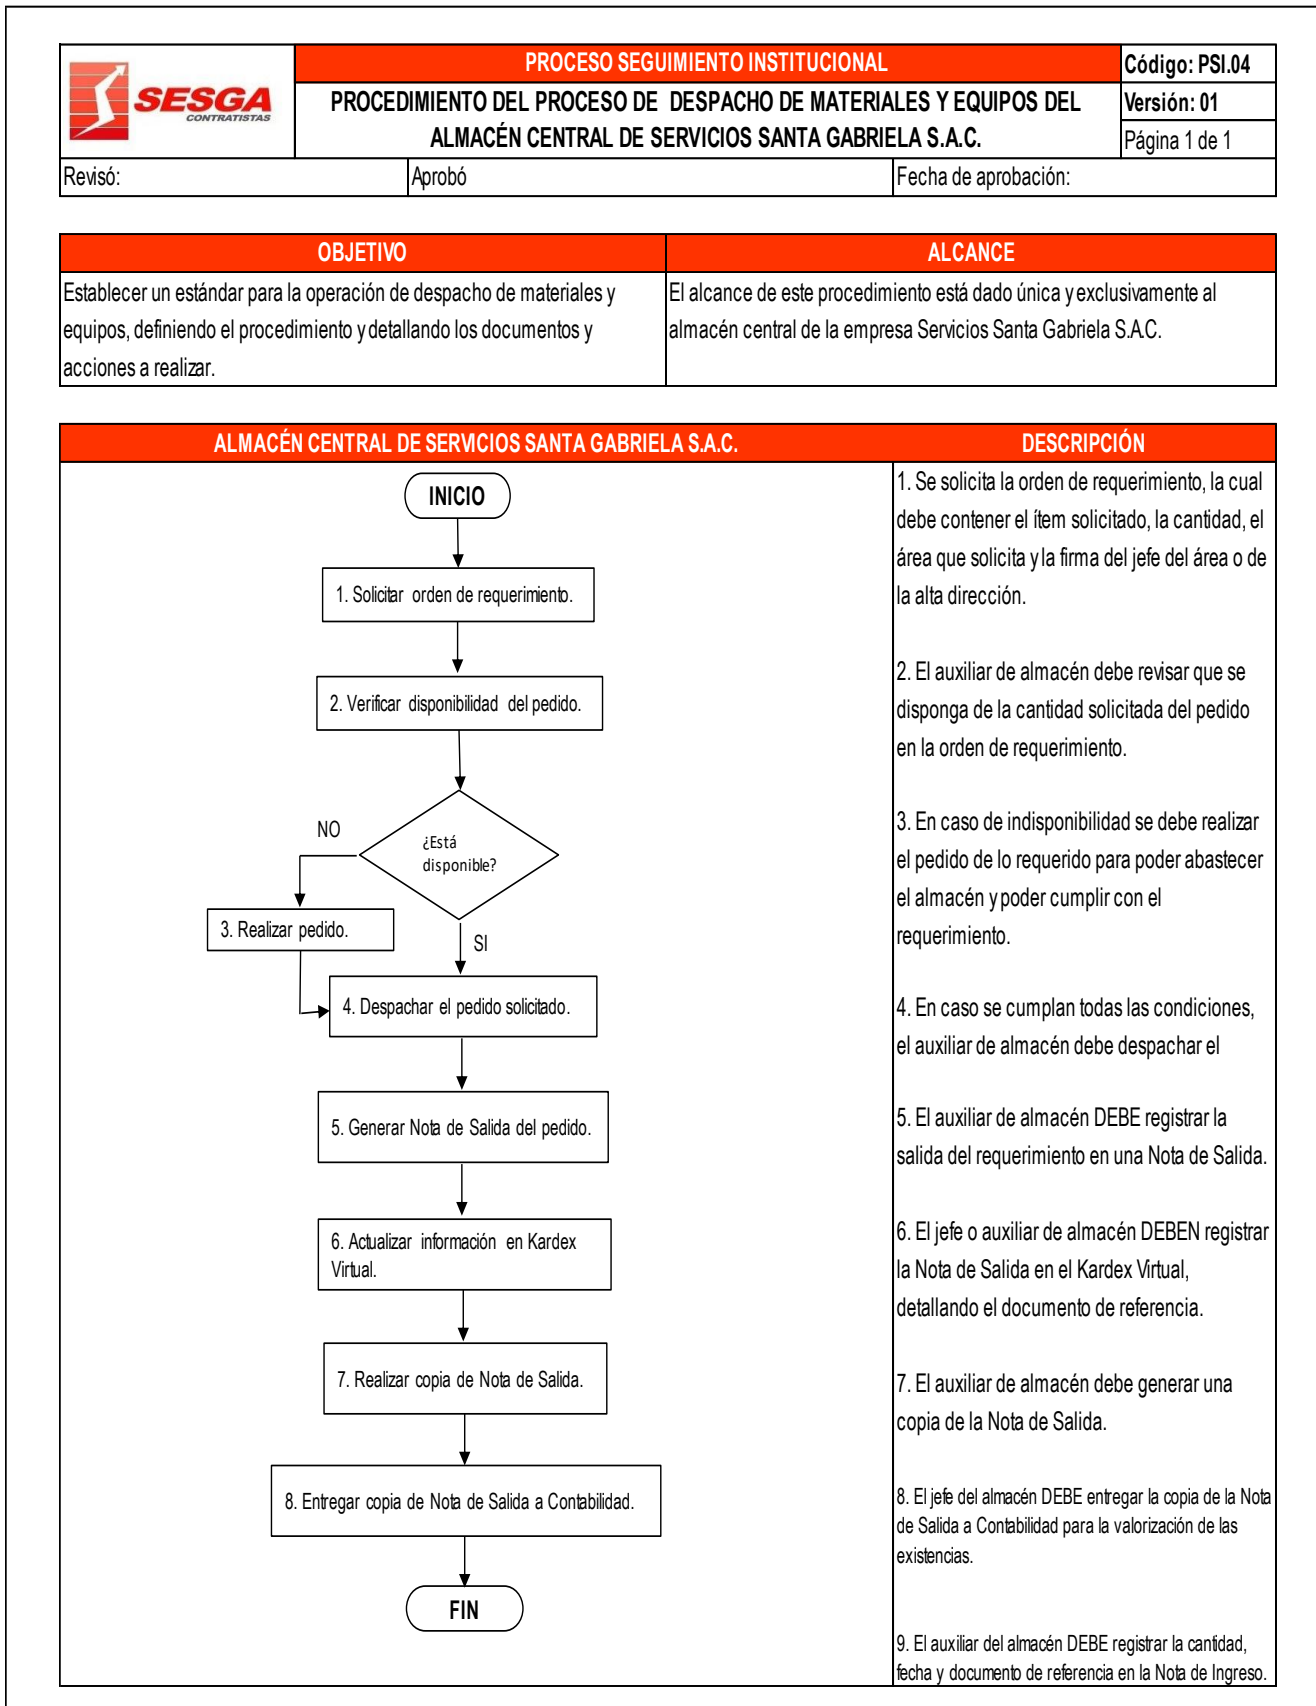 SESGA
CONTRATISTAS
PROCESO SEGUIMIENTO INSTITUCIONAL
Código: PSI.04
PROCEDIMIENTO DEL PROCESO DE DESPACHO DE MATERIALES Y EQUIPOS DEL
ALMACÉN CENTRAL DE SERVICIOS SANTA GABRIELA S.A.C.
Versión: 01
Página 1 de 1
Revisó:
Aprobó
Fecha de aprobación:
OBJETIVO
Establecer un estándar para la operación de despacho de materiales y
equipos, definiendo el procedimiento y detallando los documentos y
acciones a realizar.
ALCANCE
El alcance de este procedimiento está dado única y exclusivamente al
almacén central de la empresa Servicios Santa Gabriela S.A.C.
ALMACÉN CENTRAL DE SERVICIOS SANTA GABRIELA S.A.C.
INICIO
1. Solicitar orden de requerimiento.
2. Verificar disponibilidad del pedido.
¿Está
disponible?
NO
3. Realizar pedido.
SI
4. Despachar el pedido solicitado.
5. Generar Nota de Salida del pedido.
6. Actualizar información en Kardex
Virtual.
7. Realizar copia de Nota de Salida.
8. Entregar copia de Nota de Salida a Contabilidad.
FIN
DESCRIPCIÓN
1. Se solicita la orden de requerimiento, la cual
debe contener el ítem solicitado, la cantidad, el
área que solicita y la firma del jefe del área o de
la alta dirección.
2. El auxiliar de almacén debe revisar que se
disponga de la cantidad solicitada del pedido
en la orden de requerimiento.
3. En caso de indisponibilidad se debe realizar
el pedido de lo requerido para poder abastecer
el almacén y poder cumplir con el
requerimiento.
4. En caso se cumplan todas las condiciones,
el auxiliar de almacén debe despachar el
5. El auxiliar de almacén DEBE registrar la
salida del requerimiento en una Nota de Salida.
6. El jefe o auxiliar de almacén DEBEN registrar
la Nota de Salida en el Kardex Virtual,
detallando el documento de referencia.
7. El auxiliar de almacén debe generar una
copia de la Nota de Salida.
8. El jefe del almacén DEBE entregar la copia de la Nota
de Salida a Contabilidad para la valorización de las
existencias.
9. El auxiliar del almacén DEBE registrar la cantidad,
fecha y documento de referencia en la Nota de Ingreso.